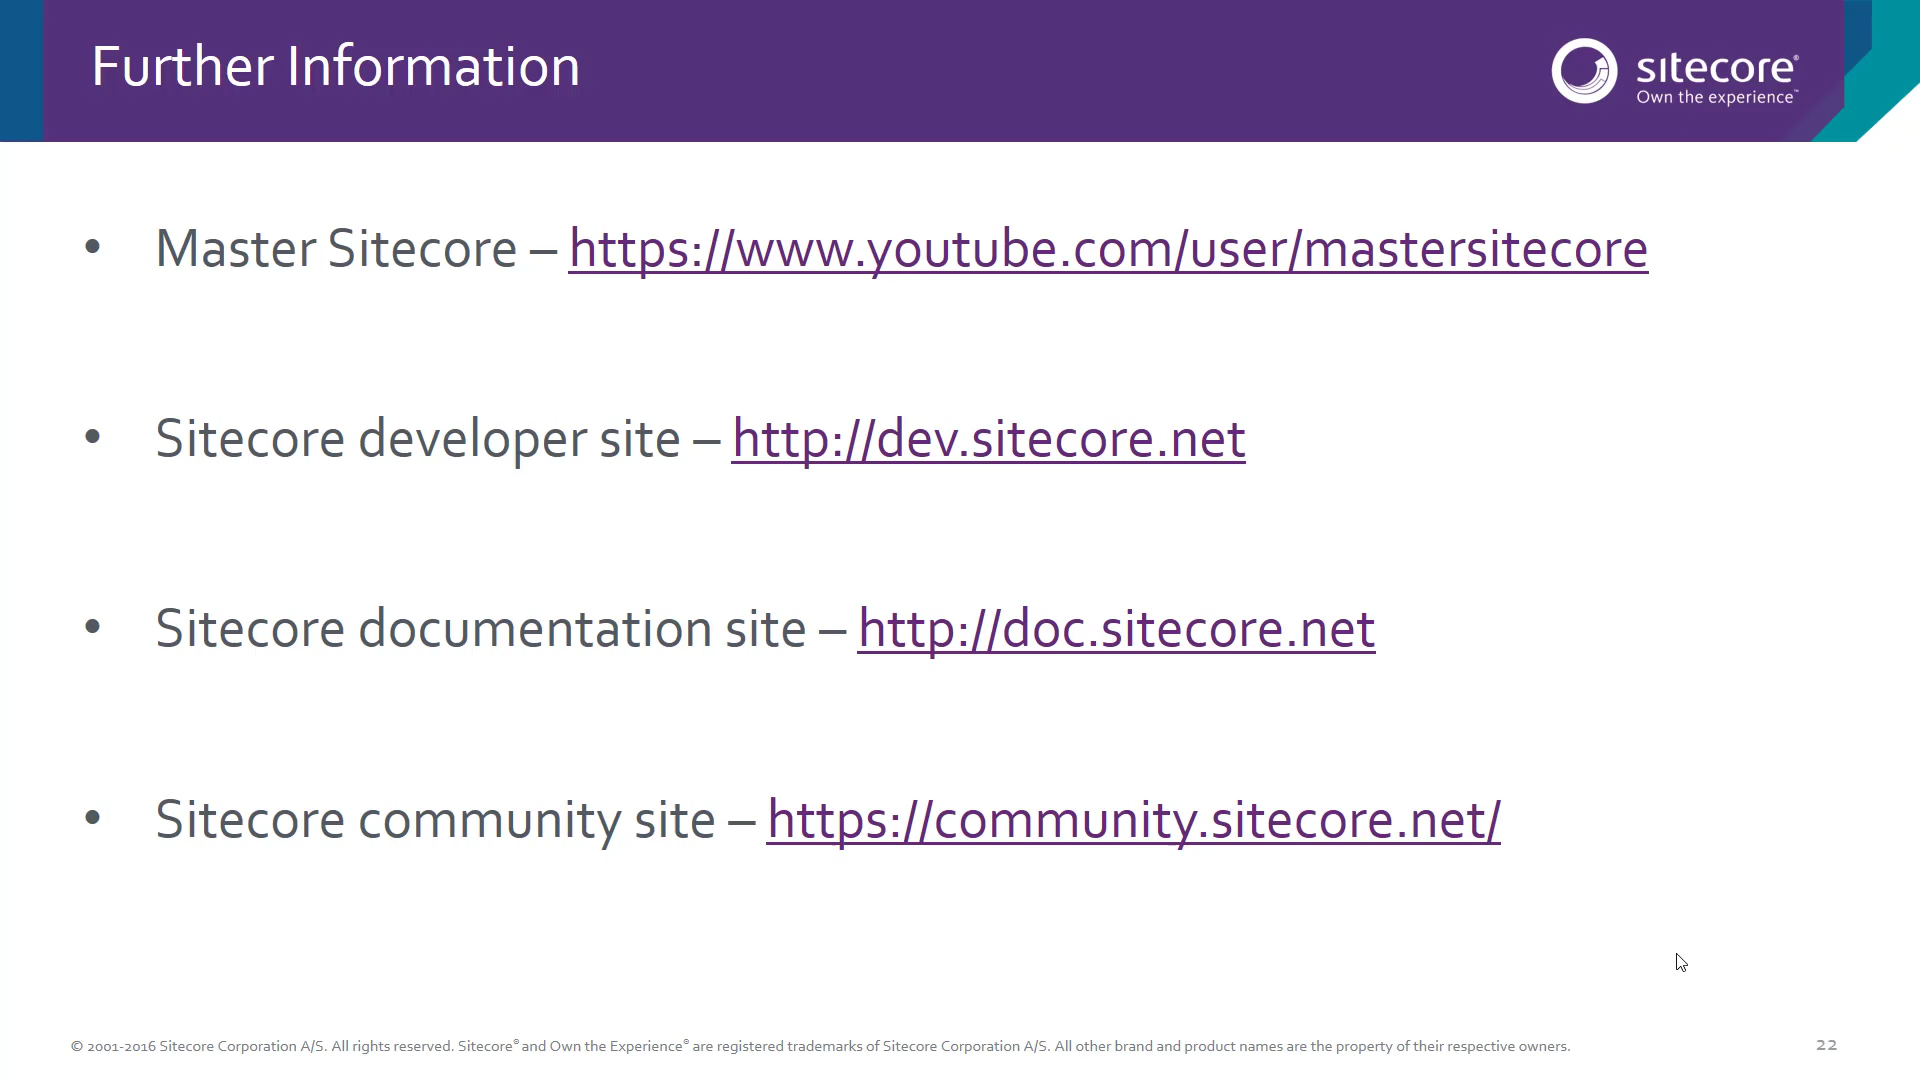 Further Information
sitecore®
Own the experience™
• Master Sitecore – https://www.youtube.com/user/mastersitecore
• Sitecore developer site – http://dev.sitecore.net
• Sitecore documentation site – http://doc.sitecore.net
• Sitecore community site – https://community.sitecore.net/
© 2001-2016 Sitecore Corporation A/S. All rights reserved. Sitecore® and Own the Experience® are registered trademarks of Sitecore Corporation A/S. All other brand and product names are the property of their respective owners.
22